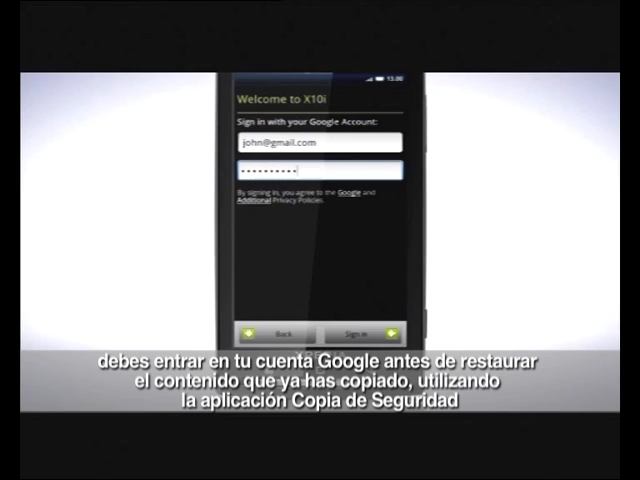 13.00
Welcome to X10i
Sign in with your Google Account:
john@gmail.com
••••••••••
By signing in, you agree to the Google and
Additional Privacy Policies.
Back Sign in
debes entrar en tu cuenta Google antes de restaurar
el contenido que ya has copiado, utilizando
la aplicación Copia de Seguridad